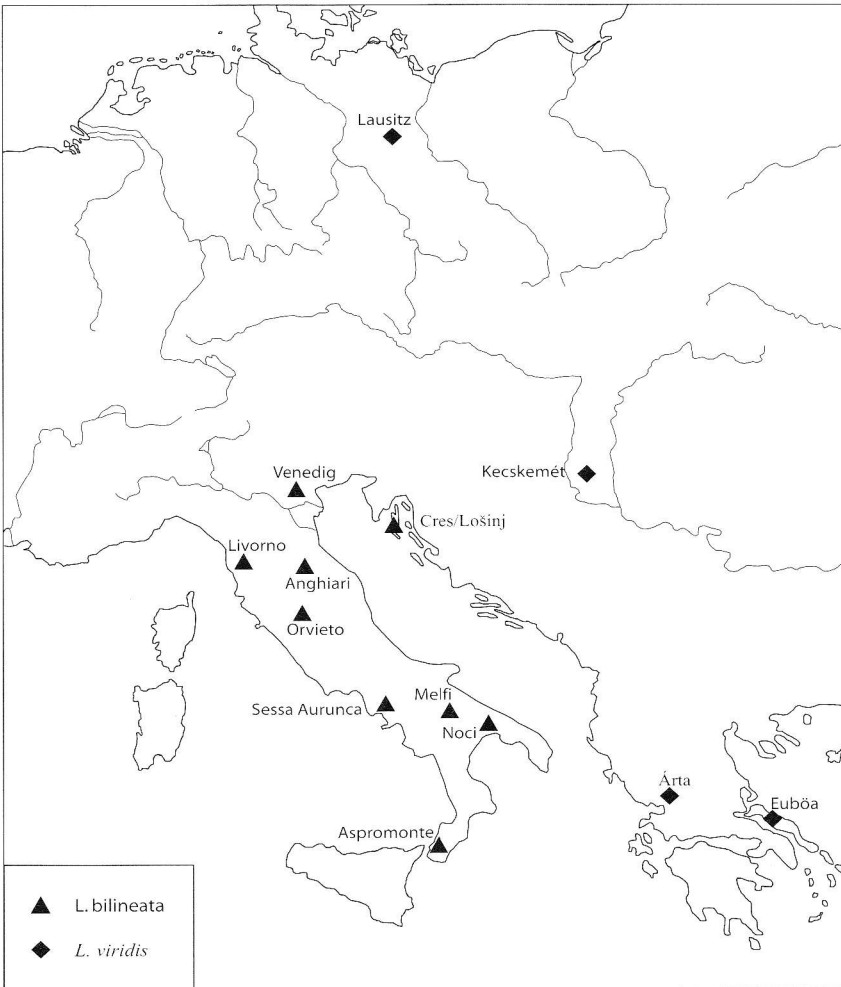 Lausitz
Venedig
Kecskemét
Cres/Lošinj
Livorno
Anghiari
Orvieto
Melfi
Sessa Aurunca
Noci
Árta
Euböa
Aspromonte
L. bilineata
L. viridis